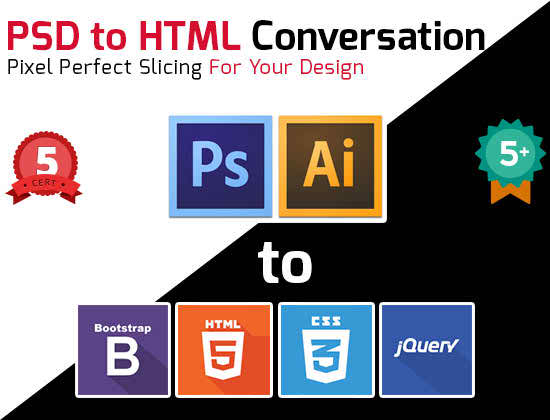 PSD to HTML Conversation
Pixel Perfect Slicing For Your Design
5
CERT
Ps
Ai
5+
to
Bootstrap
B
HTML
5
CSS
3
jQuery